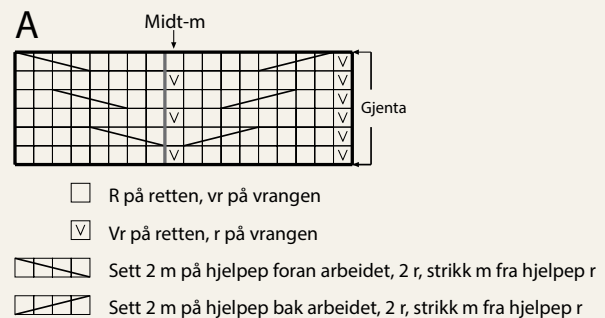 A
Midt-m
V
V
V
V
V
V
V
V
V
Gjenta
R på retten, vr på vrangen
V Vr på retten, r på vrangen
Sett 2 m på hjelpep foran arbeidet, 2 r, strikk m fra hjelpep r
Sett 2 m på hjelpep bak arbeidet, 2 r, strikk m fra hjelpep r